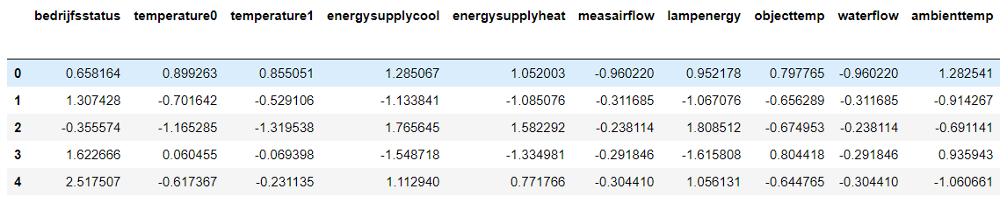 bedrijfsstatus temperature0 temperature1 energysupplycool energysupplyheat measairflow lampenergy objecttemp waterflow ambienttemp
0 0.658164 0.899263 0.855051 1.285067 1.052003 -0.960220 0.952178 0.797765 -0.960220 1.282541
1 1.307428 -0.701642 -0.529106 -1.133841 -1.085076 -0.311685 -1.067076 -0.656289 -0.311685 -0.914267
2 -0.355574 -1.165285 -1.319538 1.765645 1.582292 -0.238114 1.808512 -0.674953 -0.238114 -0.691141
3 1.622666 0.060455 -0.069398 -1.548718 -1.334981 -0.291846 -1.615808 0.804418 -0.291846 0.935943
4 2.517507 -0.617367 -0.231135 1.112940 0.771766 -0.304410 1.056131 -0.644765 -0.304410 -1.060661